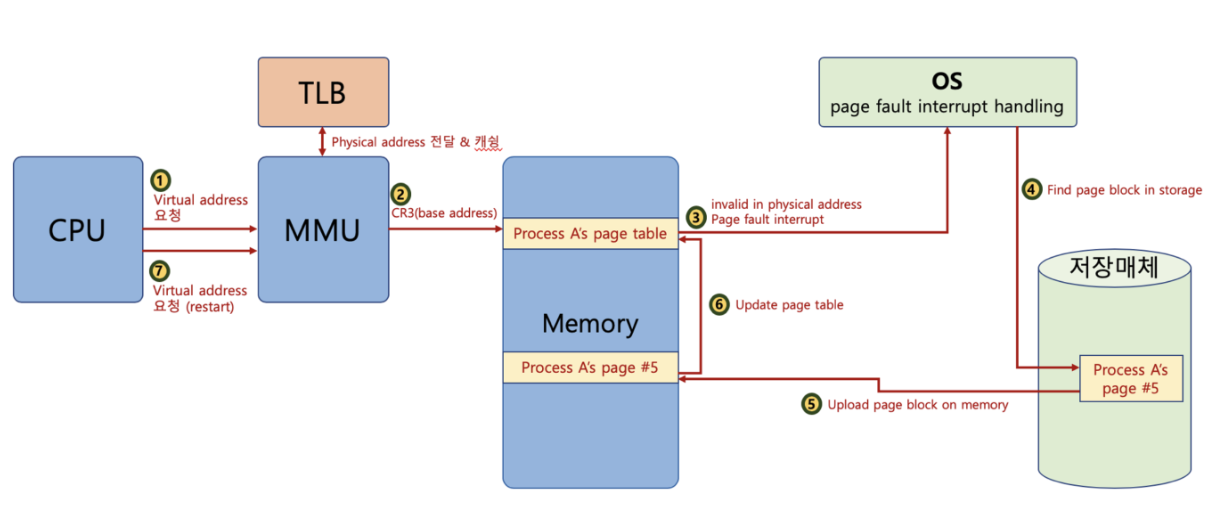 TLB
OS
page fault interrupt handling
Physical address 전달 & 캐슁
CPU
1
Virtual address
요청
7
Virtual address
요청 (restart)
MMU
2
CR3(base address)
Process A's page table
Memory
Process A's page #5
3
invalid in physical address
Page fault interrupt
4
Find page block in storage
6
Update page table
5
Upload page block on memory
저장매체
Process A's
page #5